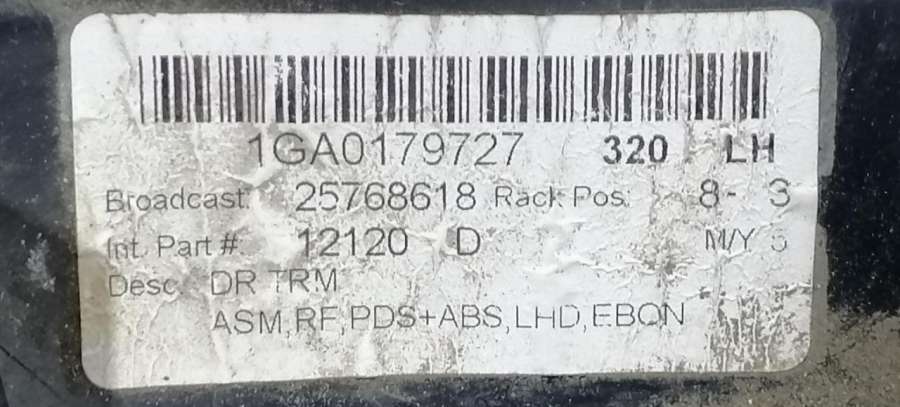 1GA0179727 320 LH
Broadcast: 25768618 Rack Pos: 8- 3
Int. Part #: 12120 D M/Y
Desc: DR TRM
ASM,RF,PDS+ABS,LHD,EBON